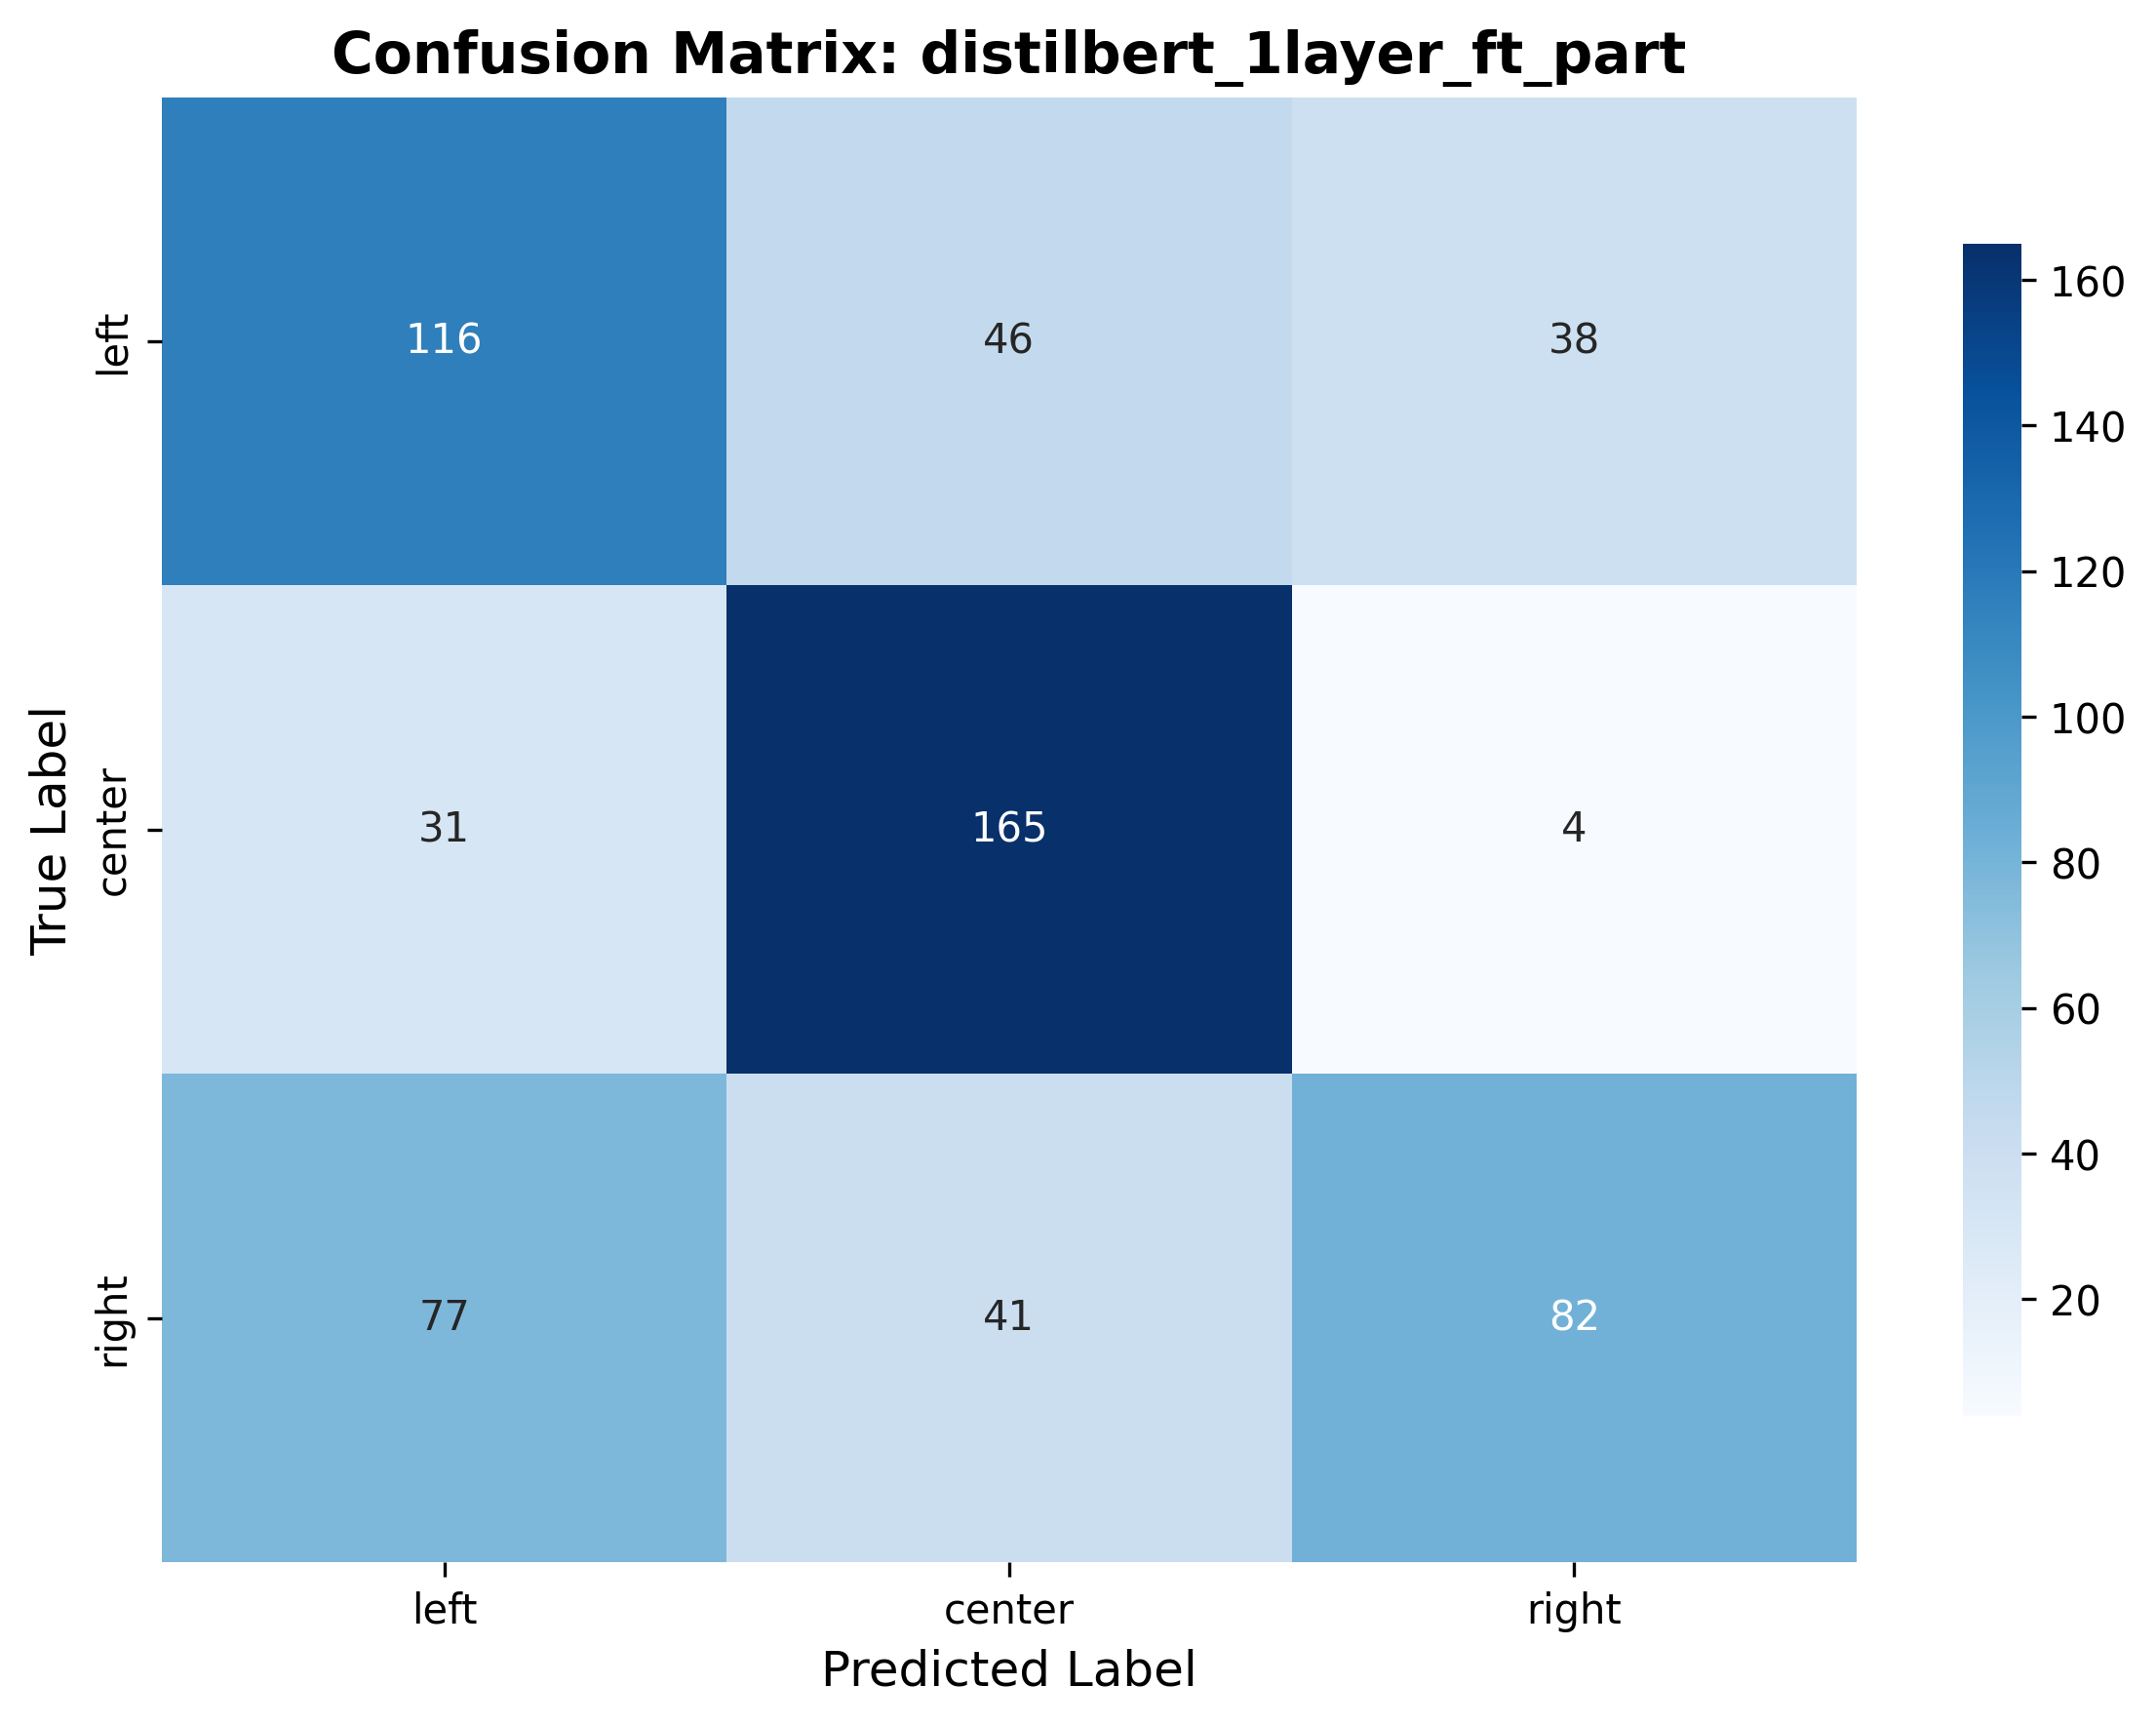 Confusion Matrix: distilbert_1layer_ft_part
True Label
left
116 46 38
center
31 165 4
right
77 41 82
left center right
Predicted Label
160
140
120
100
80
60
40
20